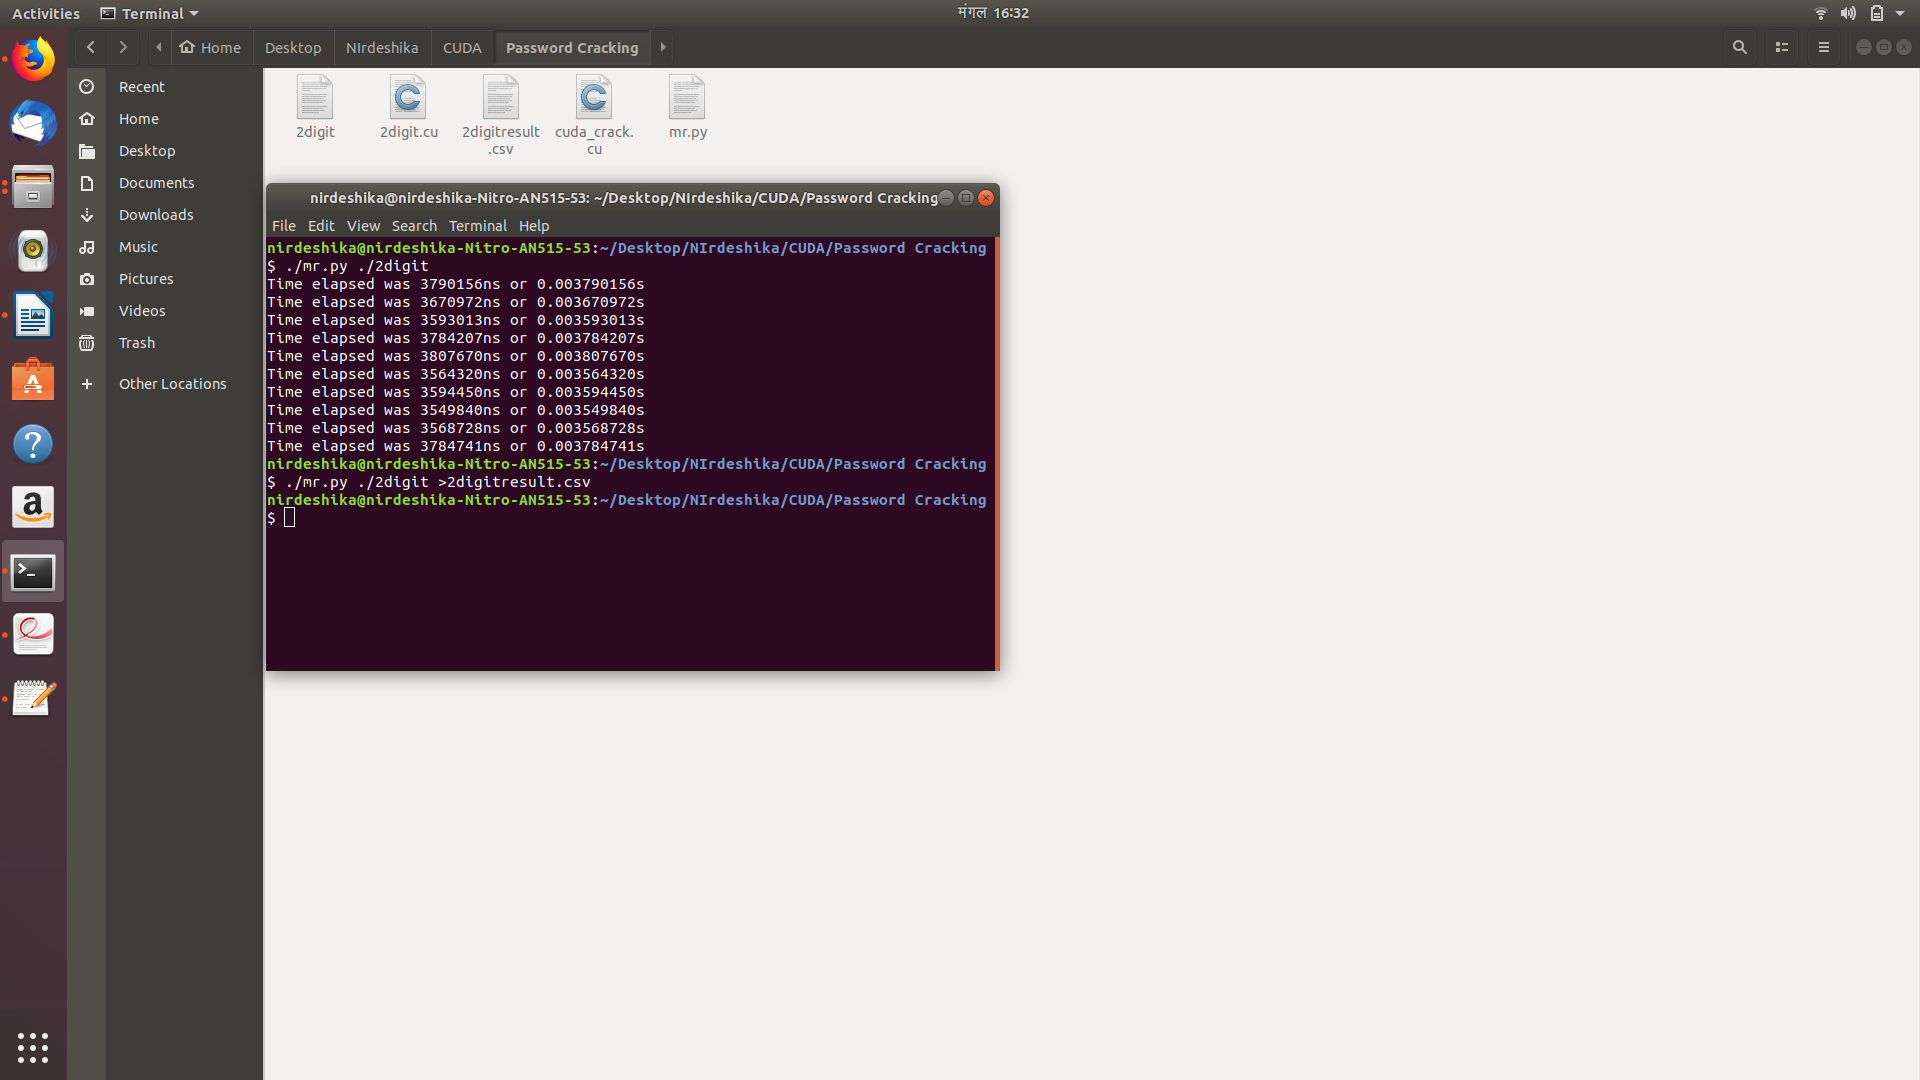 Activities
Terminal
मंगल 16:32
Home
Desktop
NIrdeshika
CUDA
Password Cracking
Recent
Home
Desktop
Documents
Downloads
Music
Pictures
Videos
Trash
Other Locations
2digit
2digit.cu
2digitresult
.csv
cuda_crack.
cu
mr.py
nirdeshika@nirdeshika-Nitro-AN515-53: ~/Desktop/NIrdeshika/CUDA/Password Cracking
File Edit View Search Terminal Help
nirdeshika@nirdeshika-Nitro-AN515-53:~/Desktop/NIrdeshika/CUDA/Password Cracking
$ ./mr.py ./2digit
Time elapsed was 3790156ns or 0.003790156s
Time elapsed was 3670972ns or 0.003670972s
Time elapsed was 3593013ns or 0.003593013s
Time elapsed was 3784207ns or 0.003784207s
Time elapsed was 3807670ns or 0.003807670s
Time elapsed was 3564320ns or 0.003564320s
Time elapsed was 3594450ns or 0.003594450s
Time elapsed was 3549840ns or 0.003549840s
Time elapsed was 3568728ns or 0.003568728s
Time elapsed was 3784741ns or 0.003784741s
nirdeshika@nirdeshika-Nitro-AN515-53:~/Desktop/NIrdeshika/CUDA/Password Cracking
$ ./mr.py ./2digit >2digitresult.csv
nirdeshika@nirdeshika-Nitro-AN515-53:~/Desktop/NIrdeshika/CUDA/Password Cracking
$